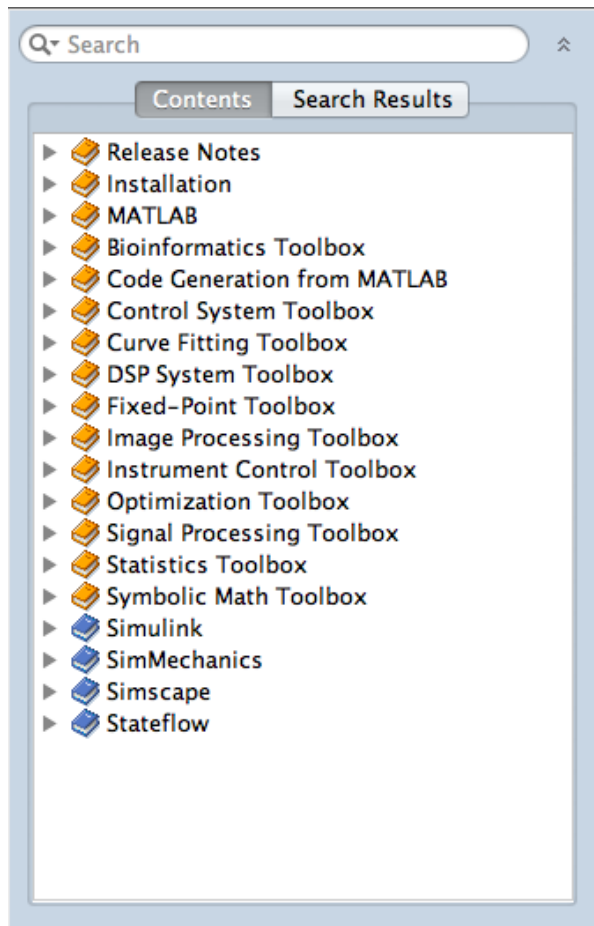 Search
Contents Search Results
Release Notes
Installation
MATLAB
Bioinformatics Toolbox
Code Generation from MATLAB
Control System Toolbox
Curve Fitting Toolbox
DSP System Toolbox
Fixed-Point Toolbox
Image Processing Toolbox
Instrument Control Toolbox
Optimization Toolbox
Signal Processing Toolbox
Statistics Toolbox
Symbolic Math Toolbox
Simulink
SimMechanics
Simscape
Stateflow